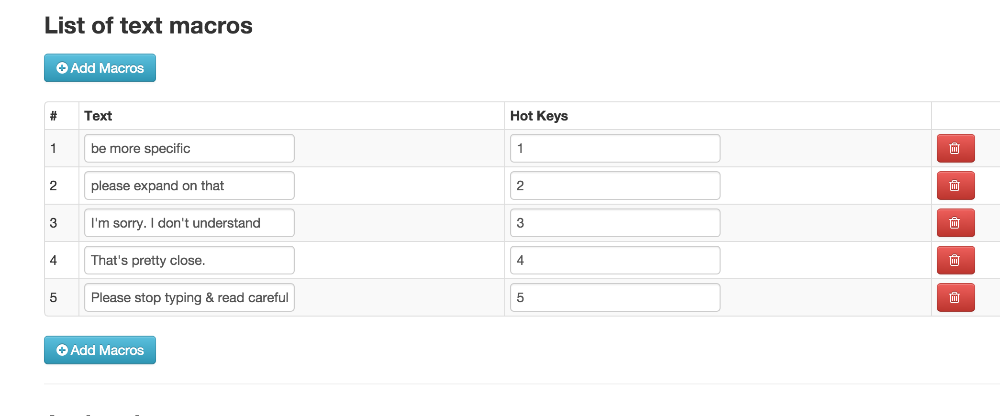 List of text macros
Add Macros
# Text Hot Keys
1 be more specific 1
2 please expand on that 2
3 I'm sorry. I don't understand 3
4 That's pretty close. 4
5 Please stop typing & read careful 5
Add Macros